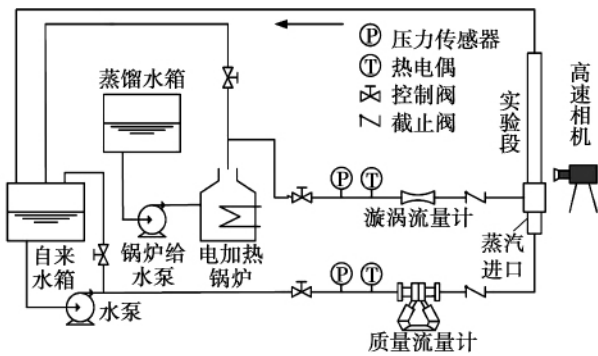 P 压力传感器
T 热电偶
控制阀
截止阀
蒸馏水箱
实验段
高速相机
P T
漩涡流量计
自来
水箱
锅炉给
水泵
电加热
锅炉
蒸汽
进口
P T
水泵
质量流量计